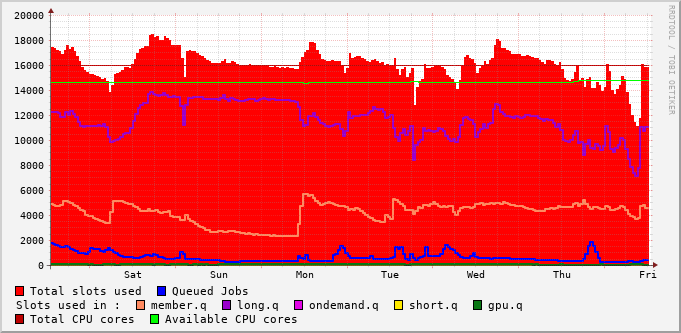 20000
18000
16000
14000
12000
10000
8000
6000
4000
2000
0
Sat Sun Mon Tue Wed Thu Fri
RRDTOOL / TOBI OETIKER
Total slots used Queued Jobs
Slots used in : member.q long.q ondemand.q short.q gpu.q
Total CPU cores Available CPU cores